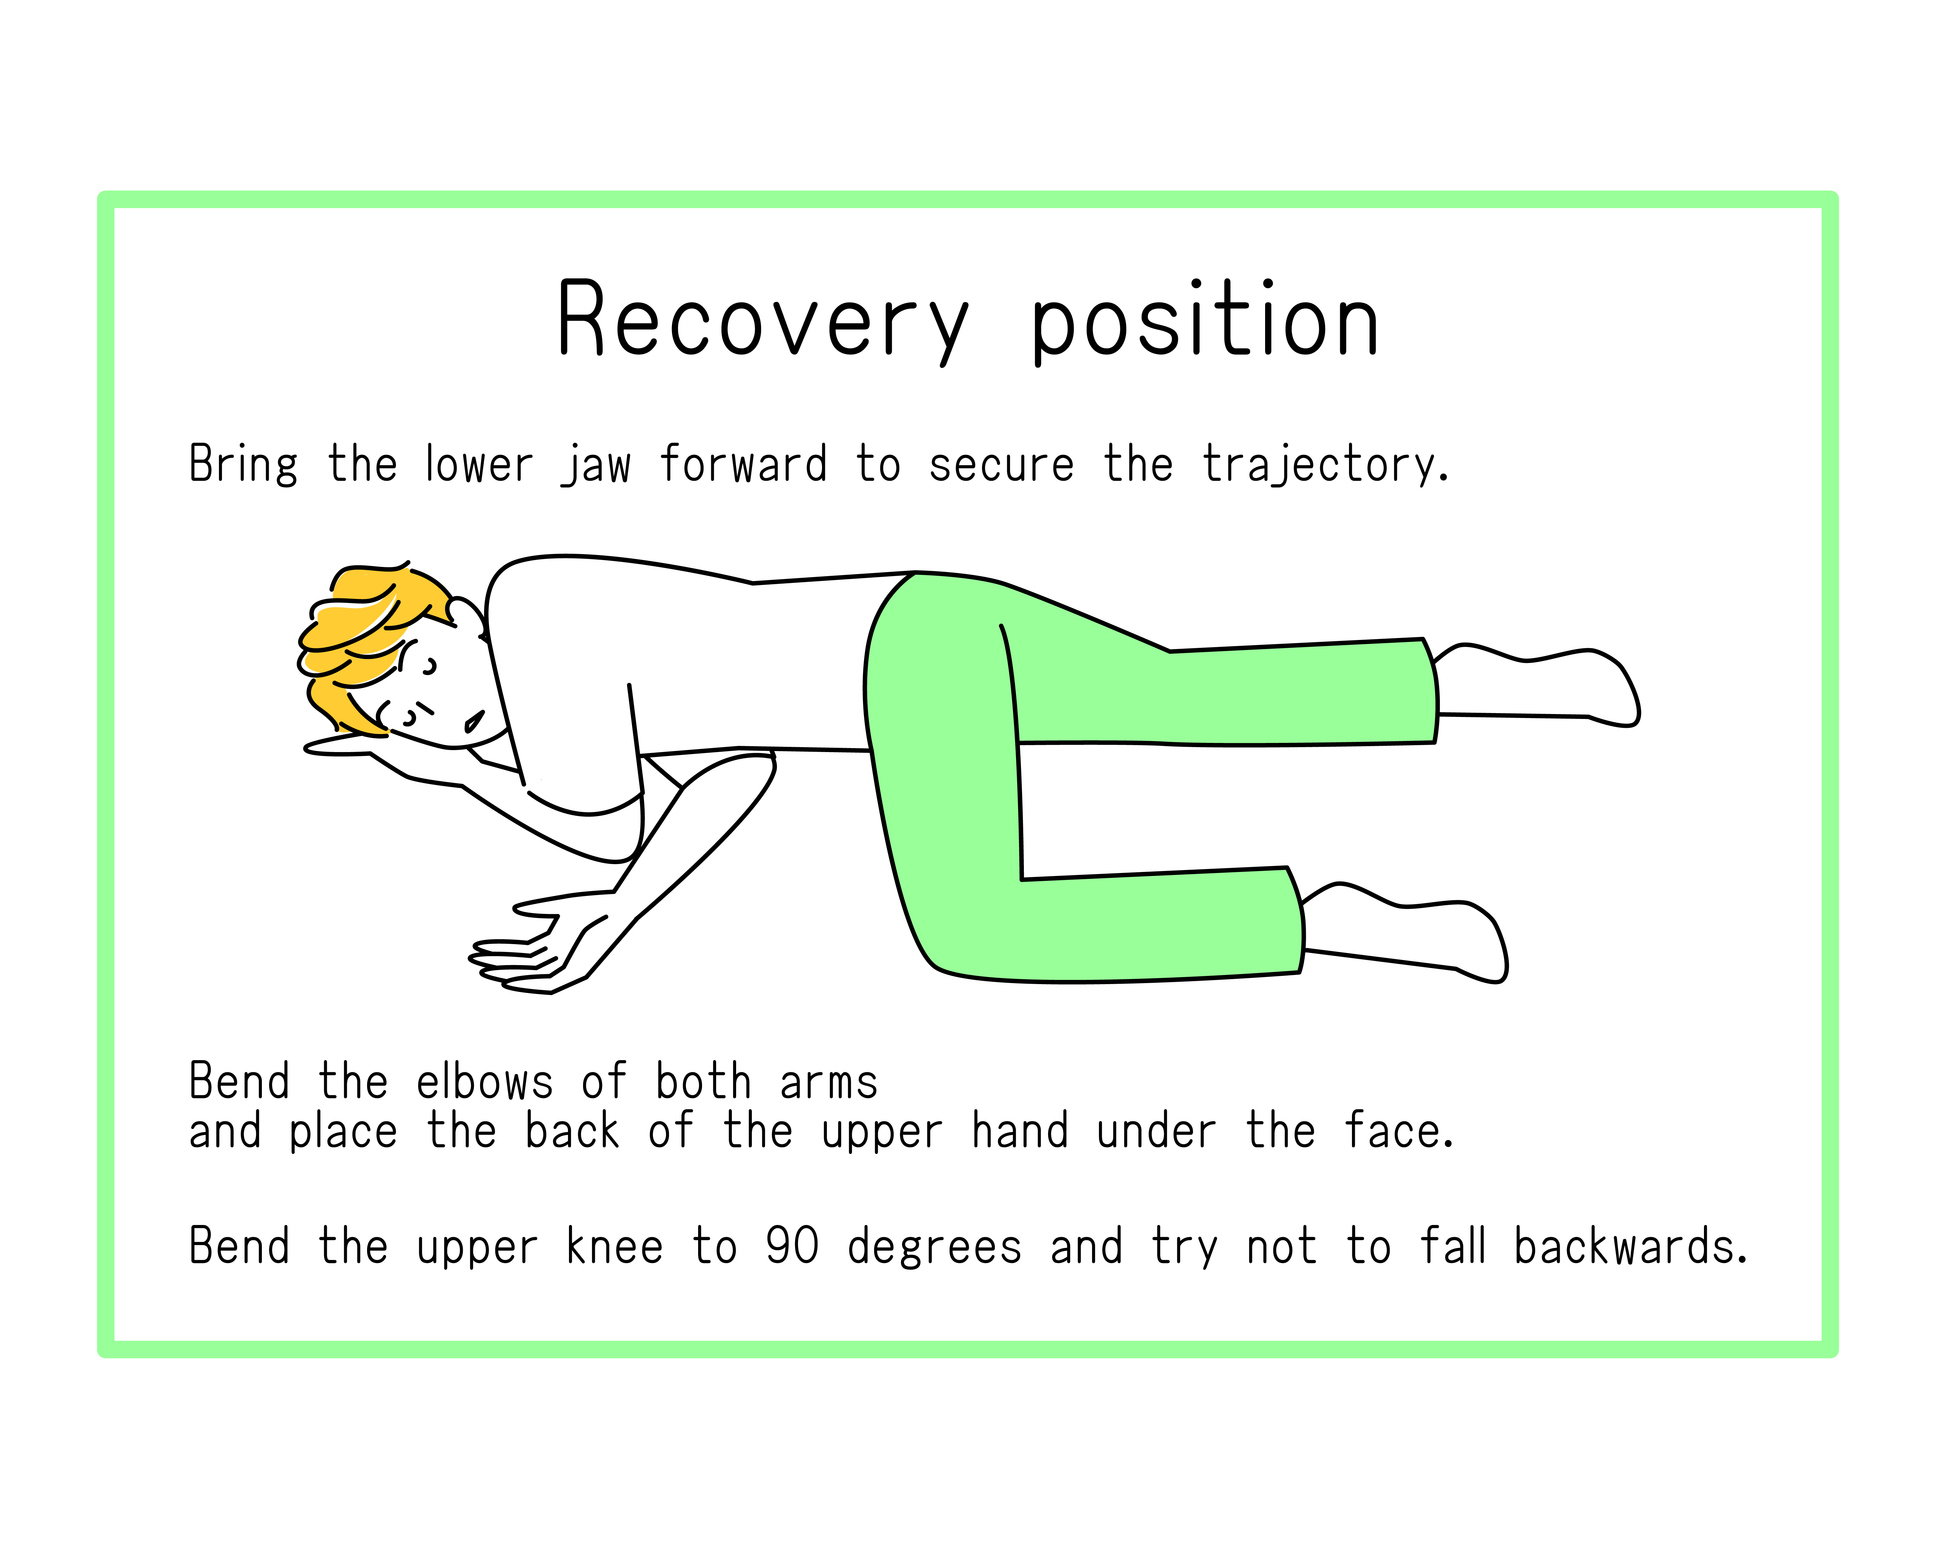 Recovery position
Bring the lower jaw forward to secure the trajectory.
Bend the elbows of both arms
and place the back of the upper hand under the face.
Bend the upper knee to 90 degrees and try not to fall backwards.